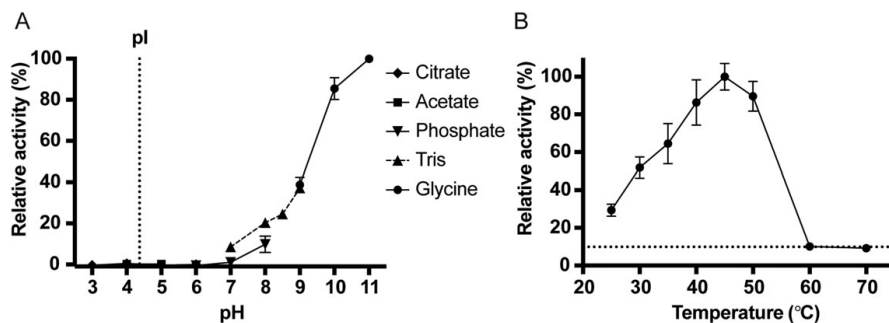 A
pI
Relative activity (%)
100
80
60
40
20
0
3 4 5 6 7 8 9 10 11
pH
Citrate
Acetate
Phosphate
Tris
Glycine
B
Relative activity (%)
100
80
60
40
20
0
20 30 40 50 60 70
Temperature (°C)